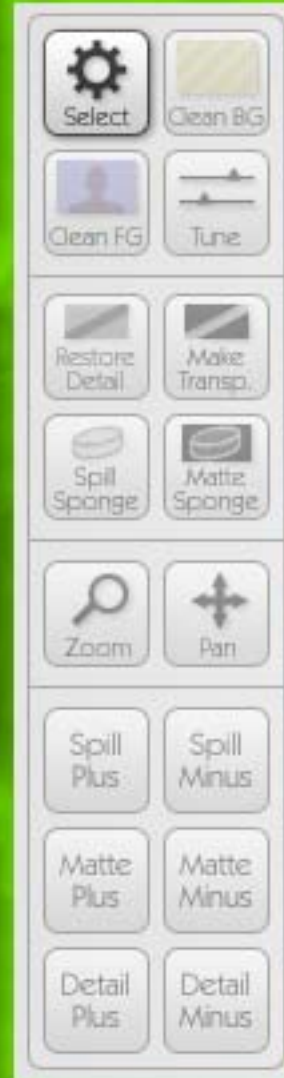 Select
Clean BG
Clean FG
Tune
Restore
Detail
Make
Transp.
Spill
Sponge
Matte
Sponge
Zoom
Pan
Spill
Plus
Spill
Minus
Matte
Plus
Matte
Minus
Detail
Plus
Detail
Minus